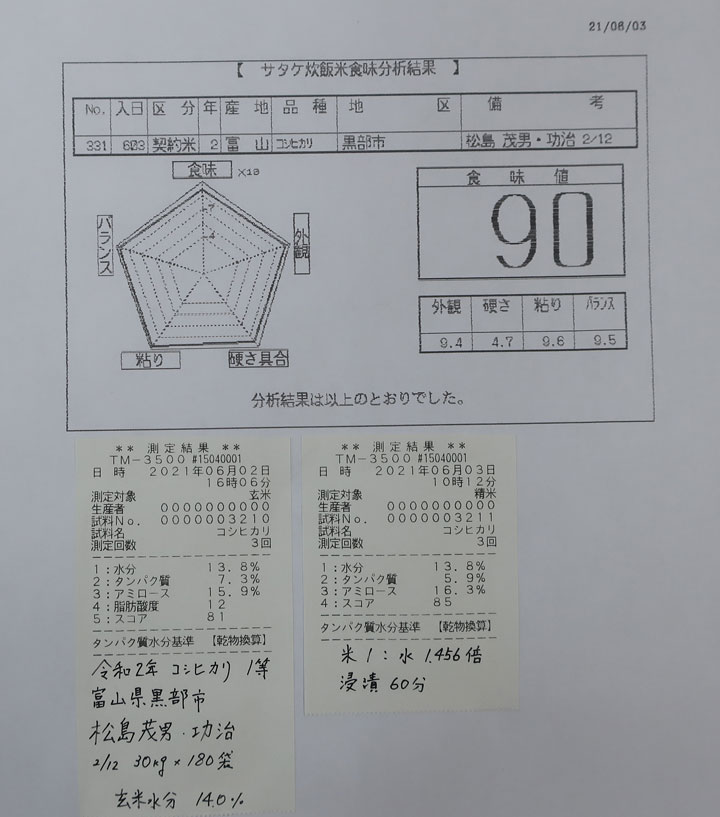 21/06/03
【 サタケ炊飯米食味分析結果 】
No. 入日 区分 年 産地 品種 地区 備考
331 603 契約米 2 富山 コシヒカリ 黒部市 松島 茂男・功治 2/12
食味 ×10
7
4
バランス
外観
粘り
硬さ具合
食味値
90
外観 硬さ 粘り バランス
9.4 4.7 9.6 9.5
分析結果は以上のとおりでした。
** 測定結果 **
TM-3500 #15040001
日時 2021年06月02日
16時06分
測定対象 玄米
生産者 0000000000
試料No. 0000003210
試料名 コシヒカリ
測定回数 3回
1:水分 13.8%
2:タンパク質 7.3%
3:アミロース 15.9%
4:脂肪酸度 12
5:スコア 81
タンパク質水分基準 【乾物換算】
令和2年 コシヒカリ 1等
富山県黒部市
松島茂男・功治
2/12 30kg×180袋
玄米水分 14.0%
** 測定結果 **
TM-3500 #15040001
日時 2021年06月03日
10時12分
測定対象 精米
生産者 0000000000
試料No. 0000003211
試料名 コシヒカリ
測定回数 3回
1:水分 13.8%
2:タンパク質 5.9%
3:アミロース 16.3%
4:スコア 85
タンパク質水分基準 【乾物換算】
米1:水1.456倍
浸漬60分